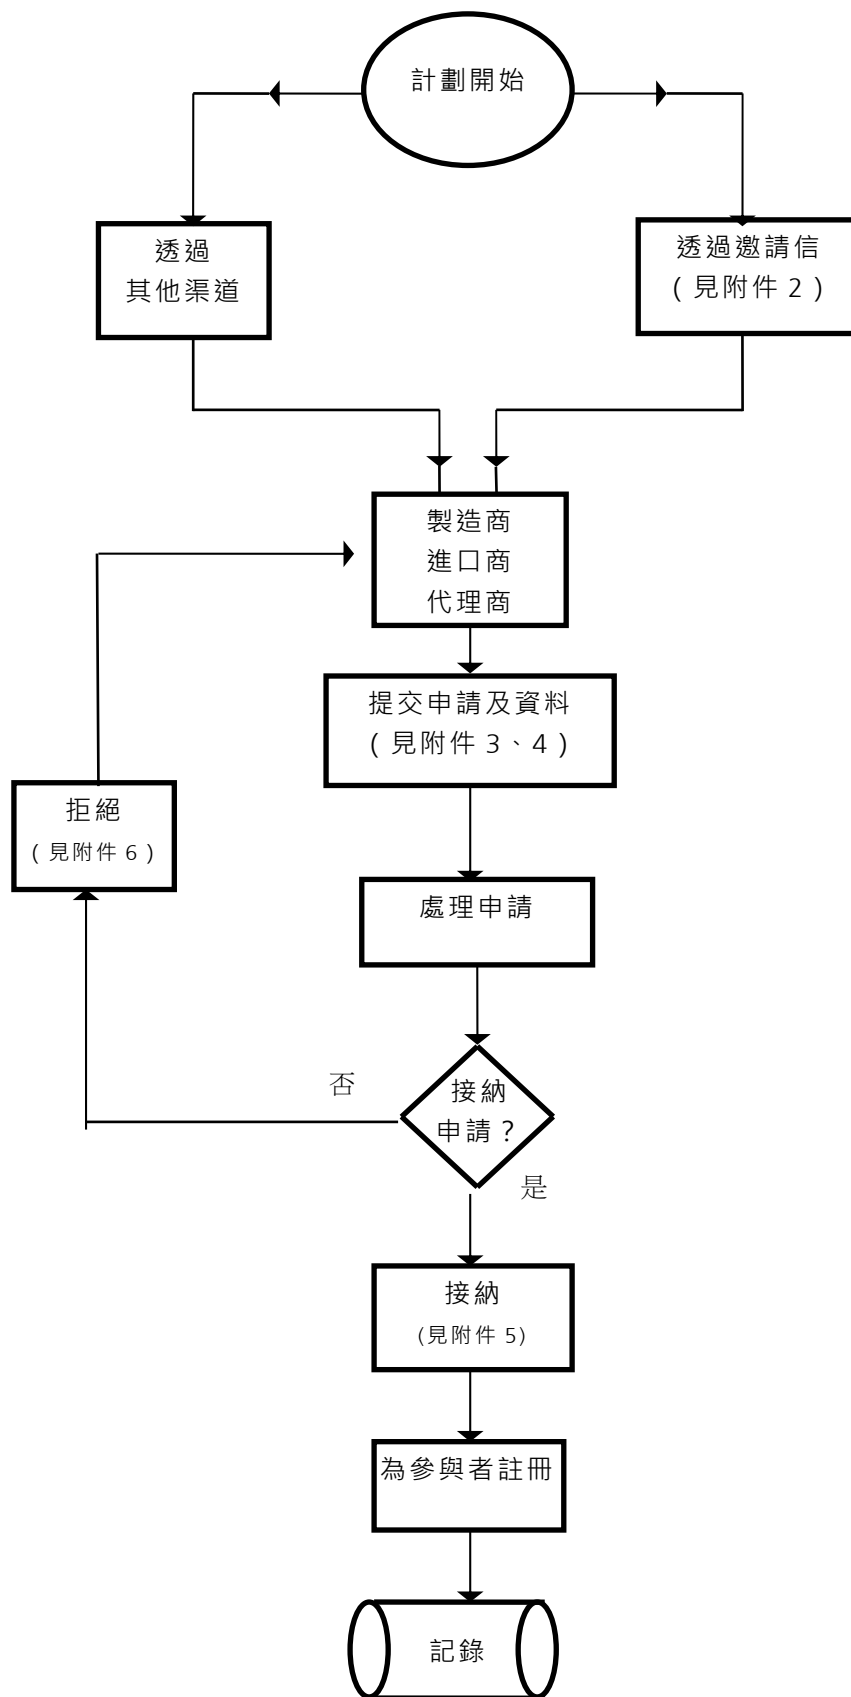 計劃開始
透過
其他渠道
透過邀請信
(見附件 2)
製造商
進口商
代理商
提交申請及資料
(見附件 3、4)
拒絕
(見附件 6)
處理申請
否
接納
申請?
是
接納
(見附件 5)
為參與者註冊
記錄